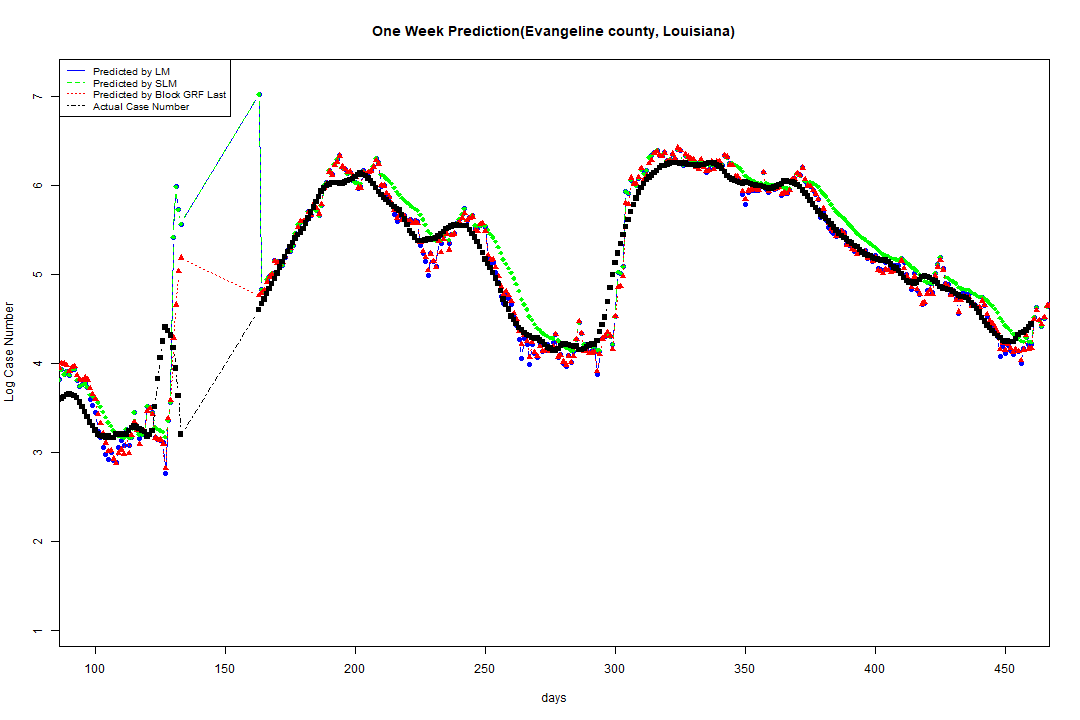 One Week Prediction(Evangeline county, Louisiana)
Predicted by LM
Predicted by SLM
Predicted by Block GRF Last
Actual Case Number
7
6
5
4
3
2
1
Log Case Number
100 150 200 250 300 350 400 450
days